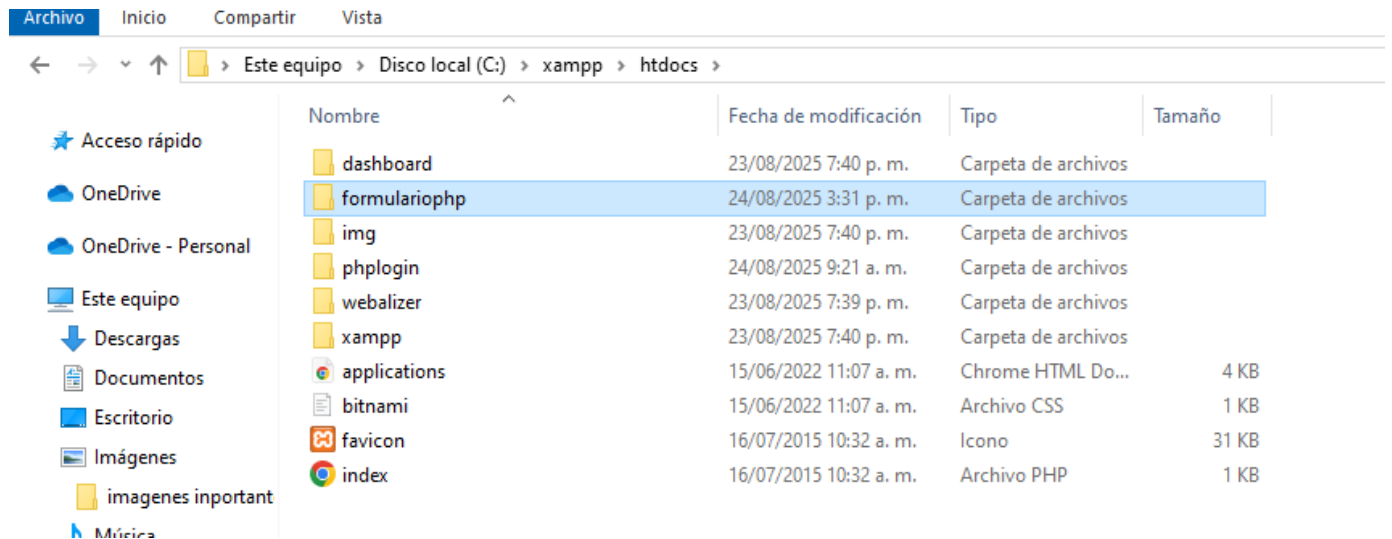 Archivo Inicio Compartir Vista
Este equipo > Disco local (C:) > xampp > htdocs >
Nombre Fecha de modificación Tipo Tamaño
Acceso rápido
OneDrive
OneDrive - Personal
Este equipo
Descargas
Documentos
Escritorio
Imágenes
imagenes inportant
Música
dashboard 23/08/2025 7:40 p. m. Carpeta de archivos
formulariophp 24/08/2025 3:31 p. m. Carpeta de archivos
img 23/08/2025 7:40 p. m. Carpeta de archivos
phplogin 24/08/2025 9:21 a. m. Carpeta de archivos
webalizer 23/08/2025 7:39 p. m. Carpeta de archivos
xampp 23/08/2025 7:40 p. m. Carpeta de archivos
applications 15/06/2022 11:07 a. m. Chrome HTML Do... 4 KB
bitnami 15/06/2022 11:07 a. m. Archivo CSS 1 KB
favicon 16/07/2015 10:32 a. m. Icono 31 KB
index 16/07/2015 10:32 a. m. Archivo PHP 1 KB